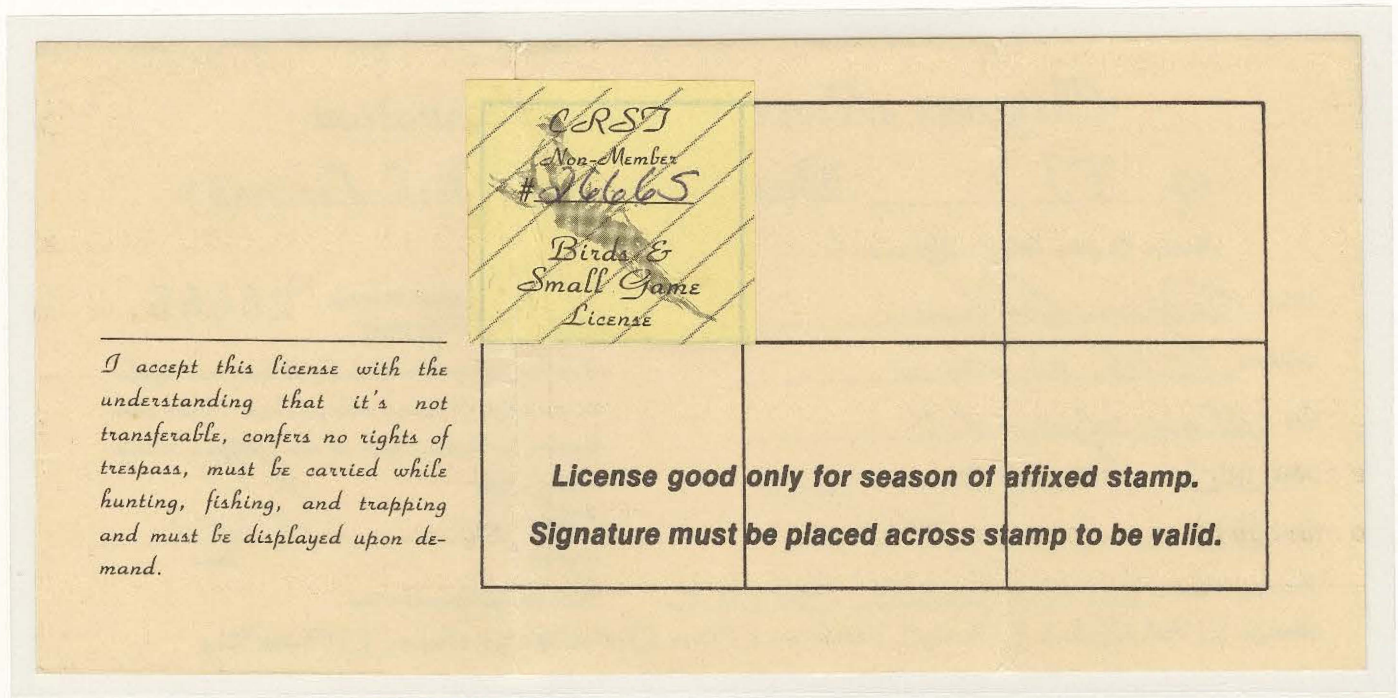 CRST
Non-Member
#26665
Birds &
Small Game
License
I accept this license with the
understanding that it's not
transferable, confers no rights of
trespass, must be carried while
hunting, fishing, and trapping
and must be displayed upon de-
mand.
License good only for season of affixed stamp.
Signature must be placed across stamp to be valid.